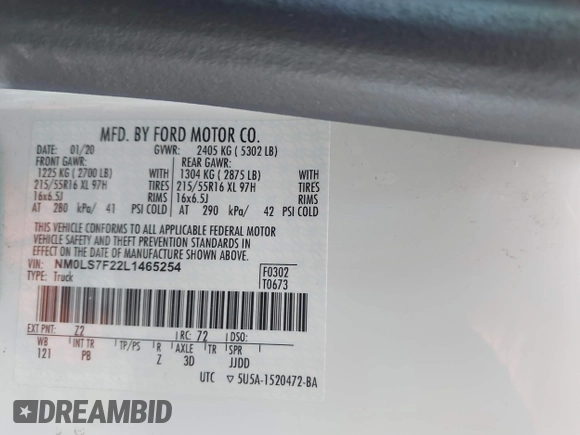 MFD. BY FORD MOTOR CO.
DATE: 01/20 GVWR: 2405 KG ( 5302 LB)
FRONT GAWR: REAR GAWR:
1225 KG ( 2700 LB) WITH 1304 KG ( 2875 LB) WITH
215/55R16 XL 97H TIRES 215/55R16 XL 97H TIRES
16x6.5J RIMS 16x6.5J RIMS
AT 280 kPa/ 41 PSI COLD AT 290 kPa/ 42 PSI COLD
THIS VEHICLE CONFORMS TO ALL APPLICABLE FEDERAL MOTOR
VEHICLE SAFETY AND THEFT PREVENTION STANDARDS IN
EFFECT ON THE DATE OF MANUFACTURE SHOWN ABOVE.
VIN: NM0LS7F22L1465254
TYPE: Truck
F0302
T0673
EXT PNT: Z2 RC: 72 DSO:
WB INT TR TP/PS R AXLE TR SPR
121 PB Z 3D JJDD
UTC ▽ 5U5A-1520472-BA
DREAMBID